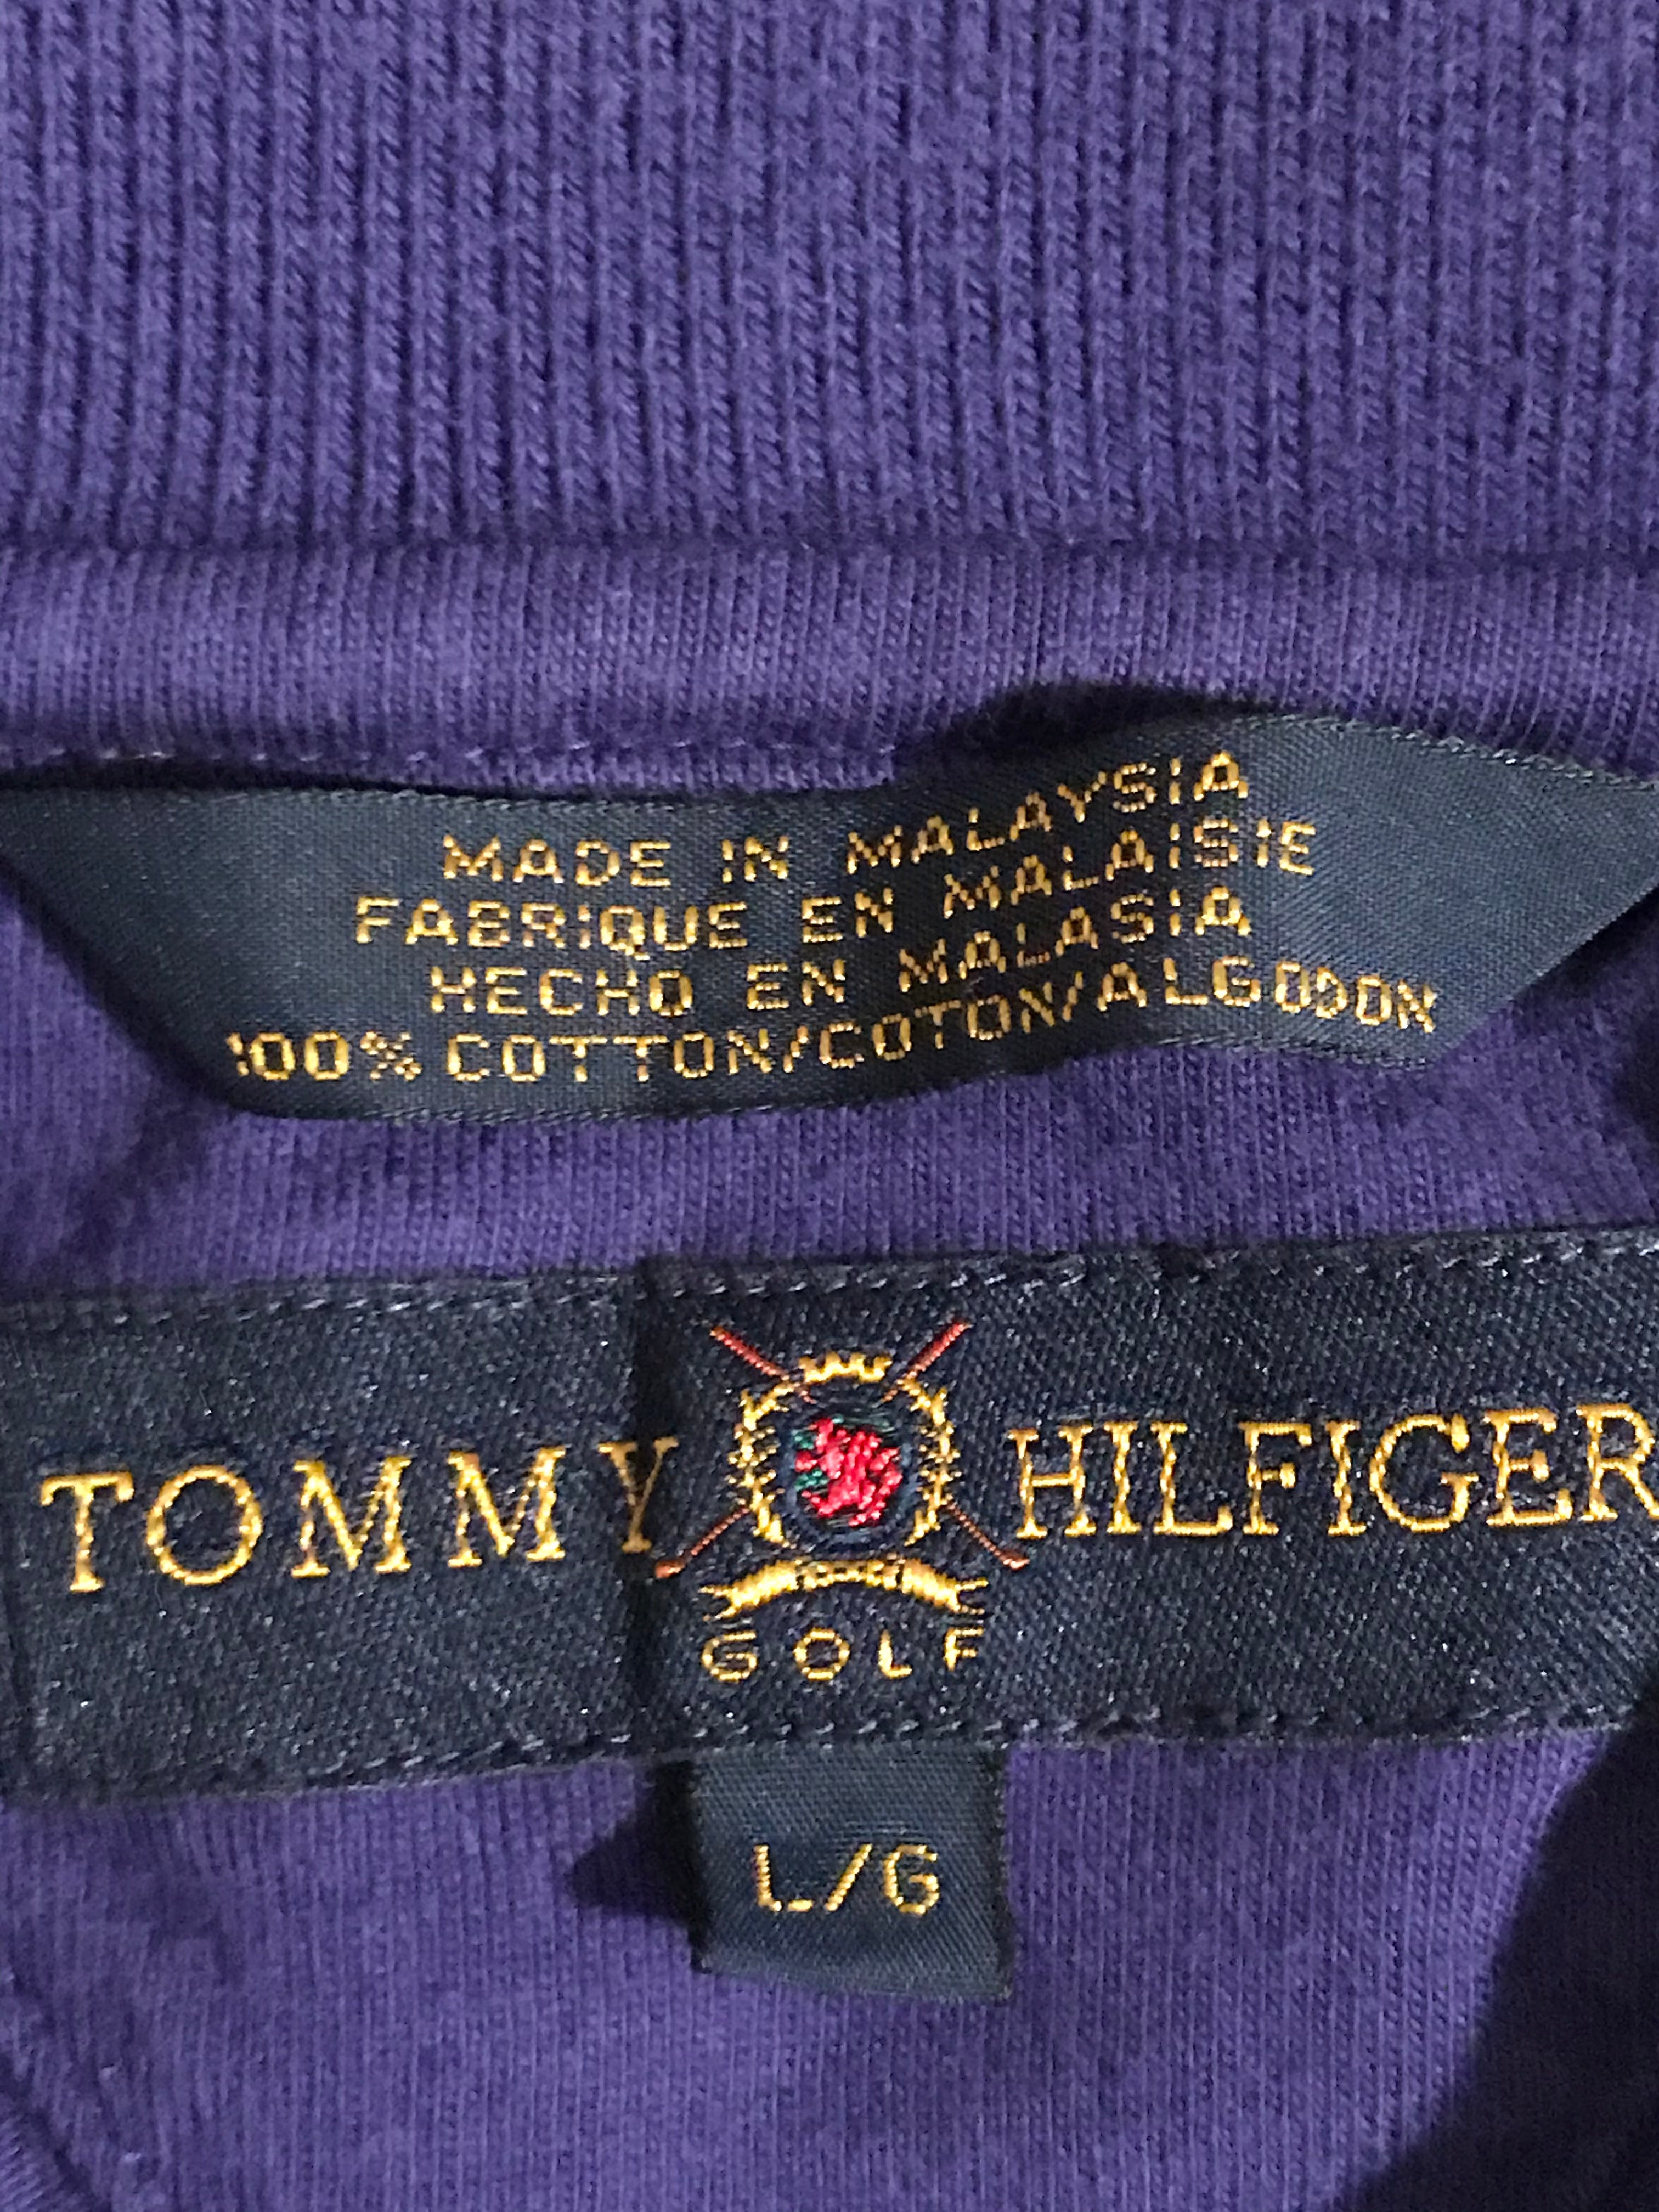 MADE IN MALAYSIA
FABRIQUE EN MALAISIE
HECHO EN MALASIA
100% COTTON/COTON/ALGODON
TOMMY HILFIGER
GOLF
L/G